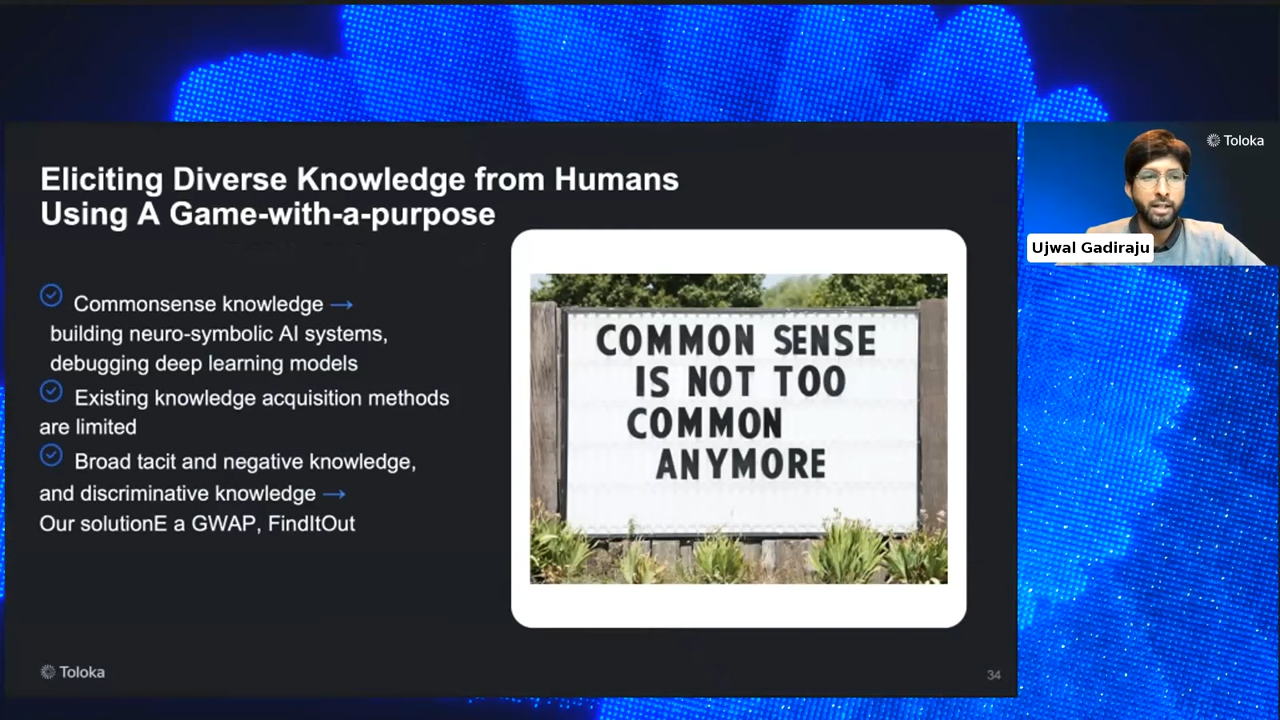 Eliciting Diverse Knowledge from Humans
Using A Game-with-a-purpose
Commonsense knowledge →
building neuro-symbolic AI systems,
debugging deep learning models
Existing knowledge acquisition methods
are limited
Broad tacit and negative knowledge,
and discriminative knowledge →
Our solutionE a GWAP, FindItOut
COMMON SENSE
IS NOT TOO
COMMON
ANYMORE
Toloka
34
Toloka
Ujwal Gadiraju